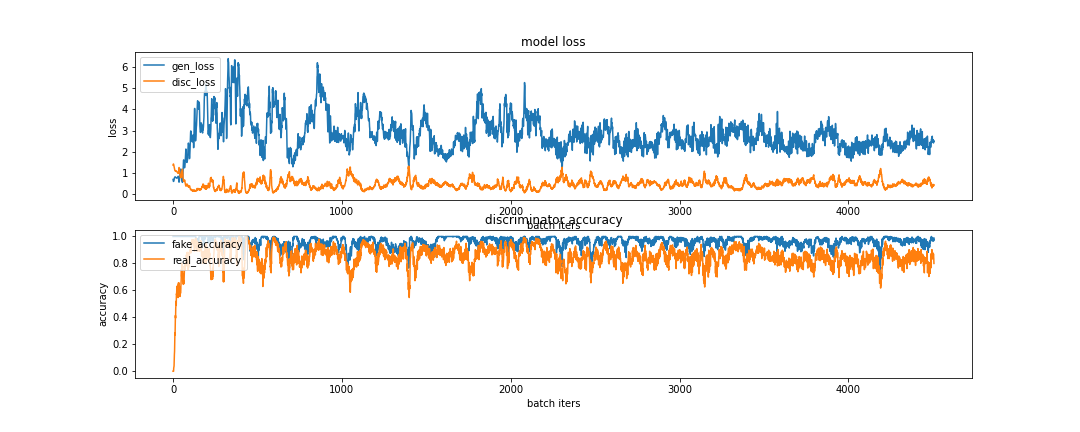 model loss
gen_loss
disc_loss
loss
6
5
4
3
2
1
0
0 1000 2000 3000 4000
batch iters
discriminator accuracy
fake_accuracy
real_accuracy
accuracy
1.0
0.8
0.6
0.4
0.2
0.0
0 1000 2000 3000 4000
batch iters